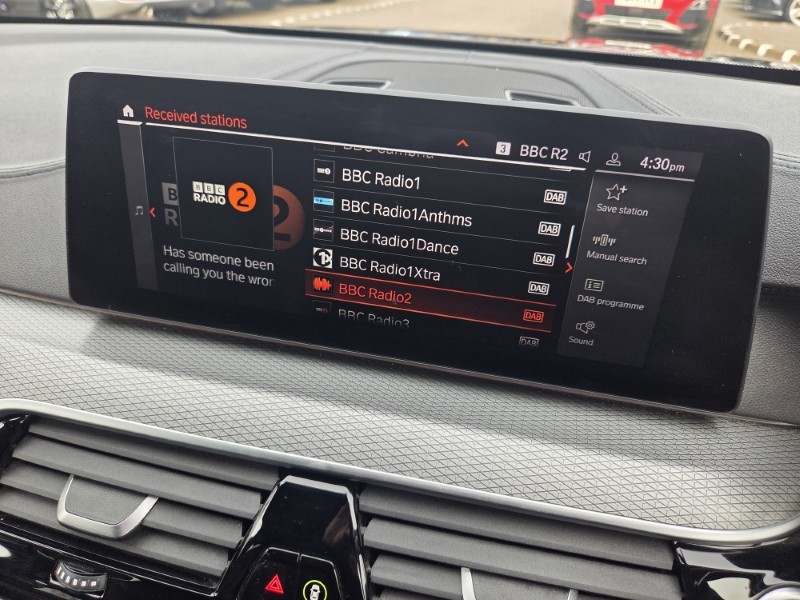 Received stations
3 BBC R2
4:30pm
BBC
RADIO 2
Has someone been
calling you the wron
BBC Cambria
BBC Radio1 DAB
BBC Radio1Anthms DAB
BBC Radio1Dance DAB
BBC Radio1Xtra DAB
BBC Radio2 DAB
BBC Radio3 DAB
Save station
Manual search
DAB programme
Sound